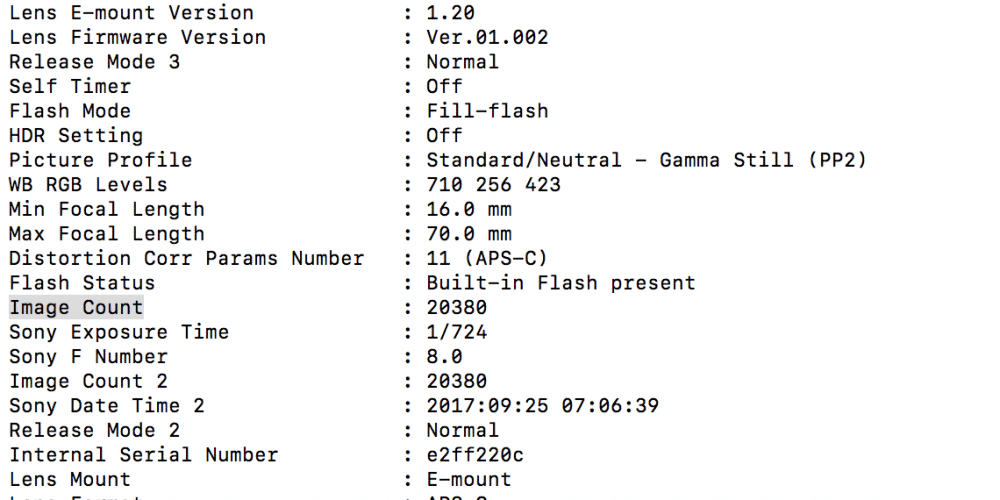 Lens E-mount Version : 1.20
Lens Firmware Version : Ver.01.002
Release Mode 3 : Normal
Self Timer : Off
Flash Mode : Fill-flash
HDR Setting : Off
Picture Profile : Standard/Neutral - Gamma Still (PP2)
WB RGB Levels : 710 256 423
Min Focal Length : 16.0 mm
Max Focal Length : 70.0 mm
Distortion Corr Params Number : 11 (APS-C)
Flash Status : Built-in Flash present
Image Count : 20380
Sony Exposure Time : 1/724
Sony F Number : 8.0
Image Count 2 : 20380
Sony Date Time 2 : 2017:09:25 07:06:39
Release Mode 2 : Normal
Internal Serial Number : e2ff220c
Lens Mount : E-mount
Lens Format : APS-C